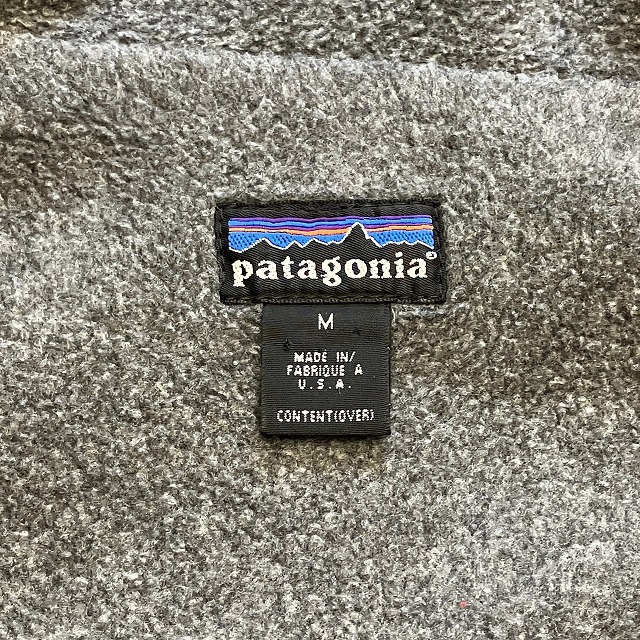 patagonia®
M
MADE IN/
FABRIQUE A
U.S.A.
CONTENT(OVER)